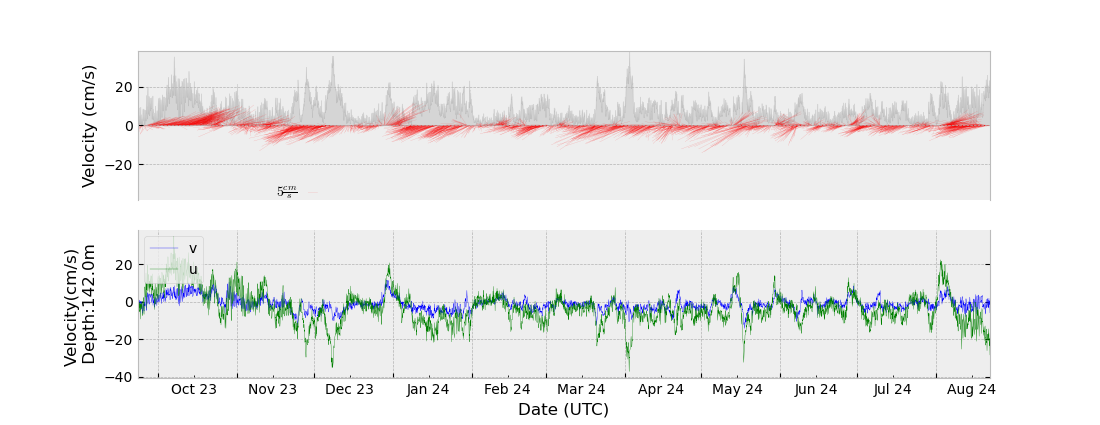 Velocity (cm/s)
20
0
−20
5 cm/s
Velocity(cm/s)
Depth:142.0m
v
u
20
0
−20
−40
Oct 23 Nov 23 Dec 23 Jan 24 Feb 24 Mar 24 Apr 24 May 24 Jun 24 Jul 24 Aug 24
Date (UTC)